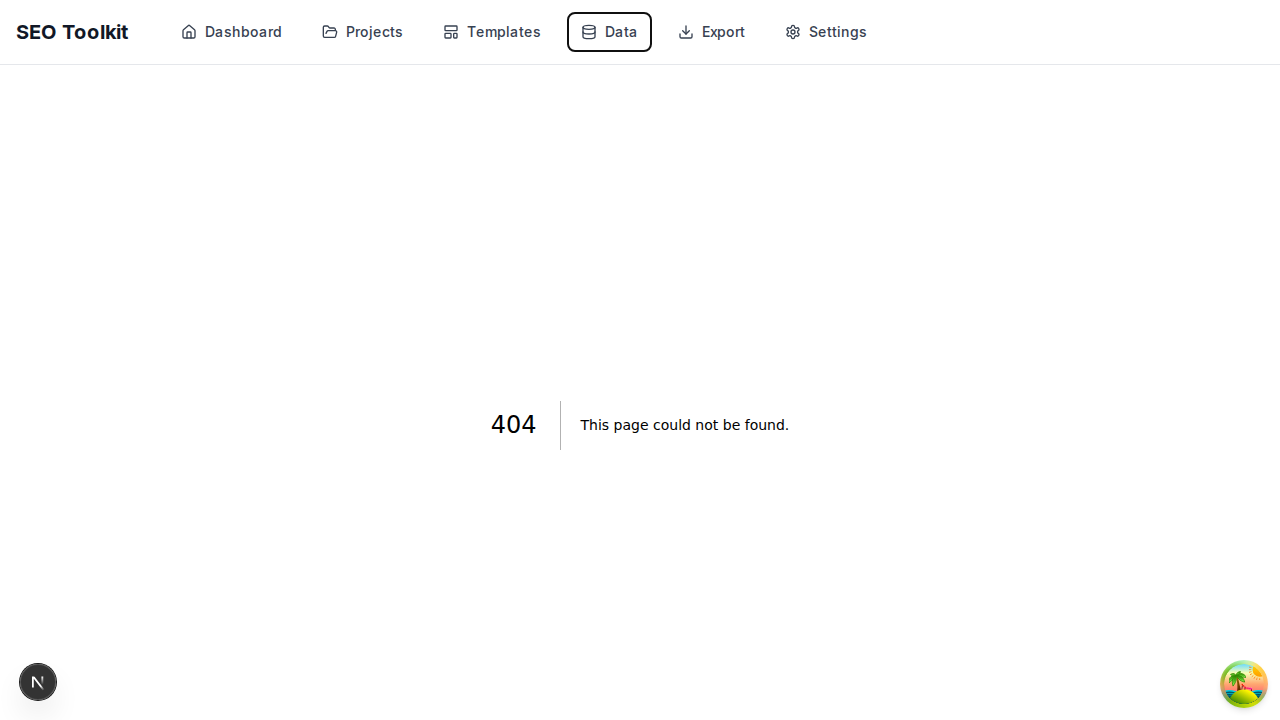 SEO Toolkit
Dashboard
Projects
Templates
Data
Export
Settings
404
This page could not be found.
N